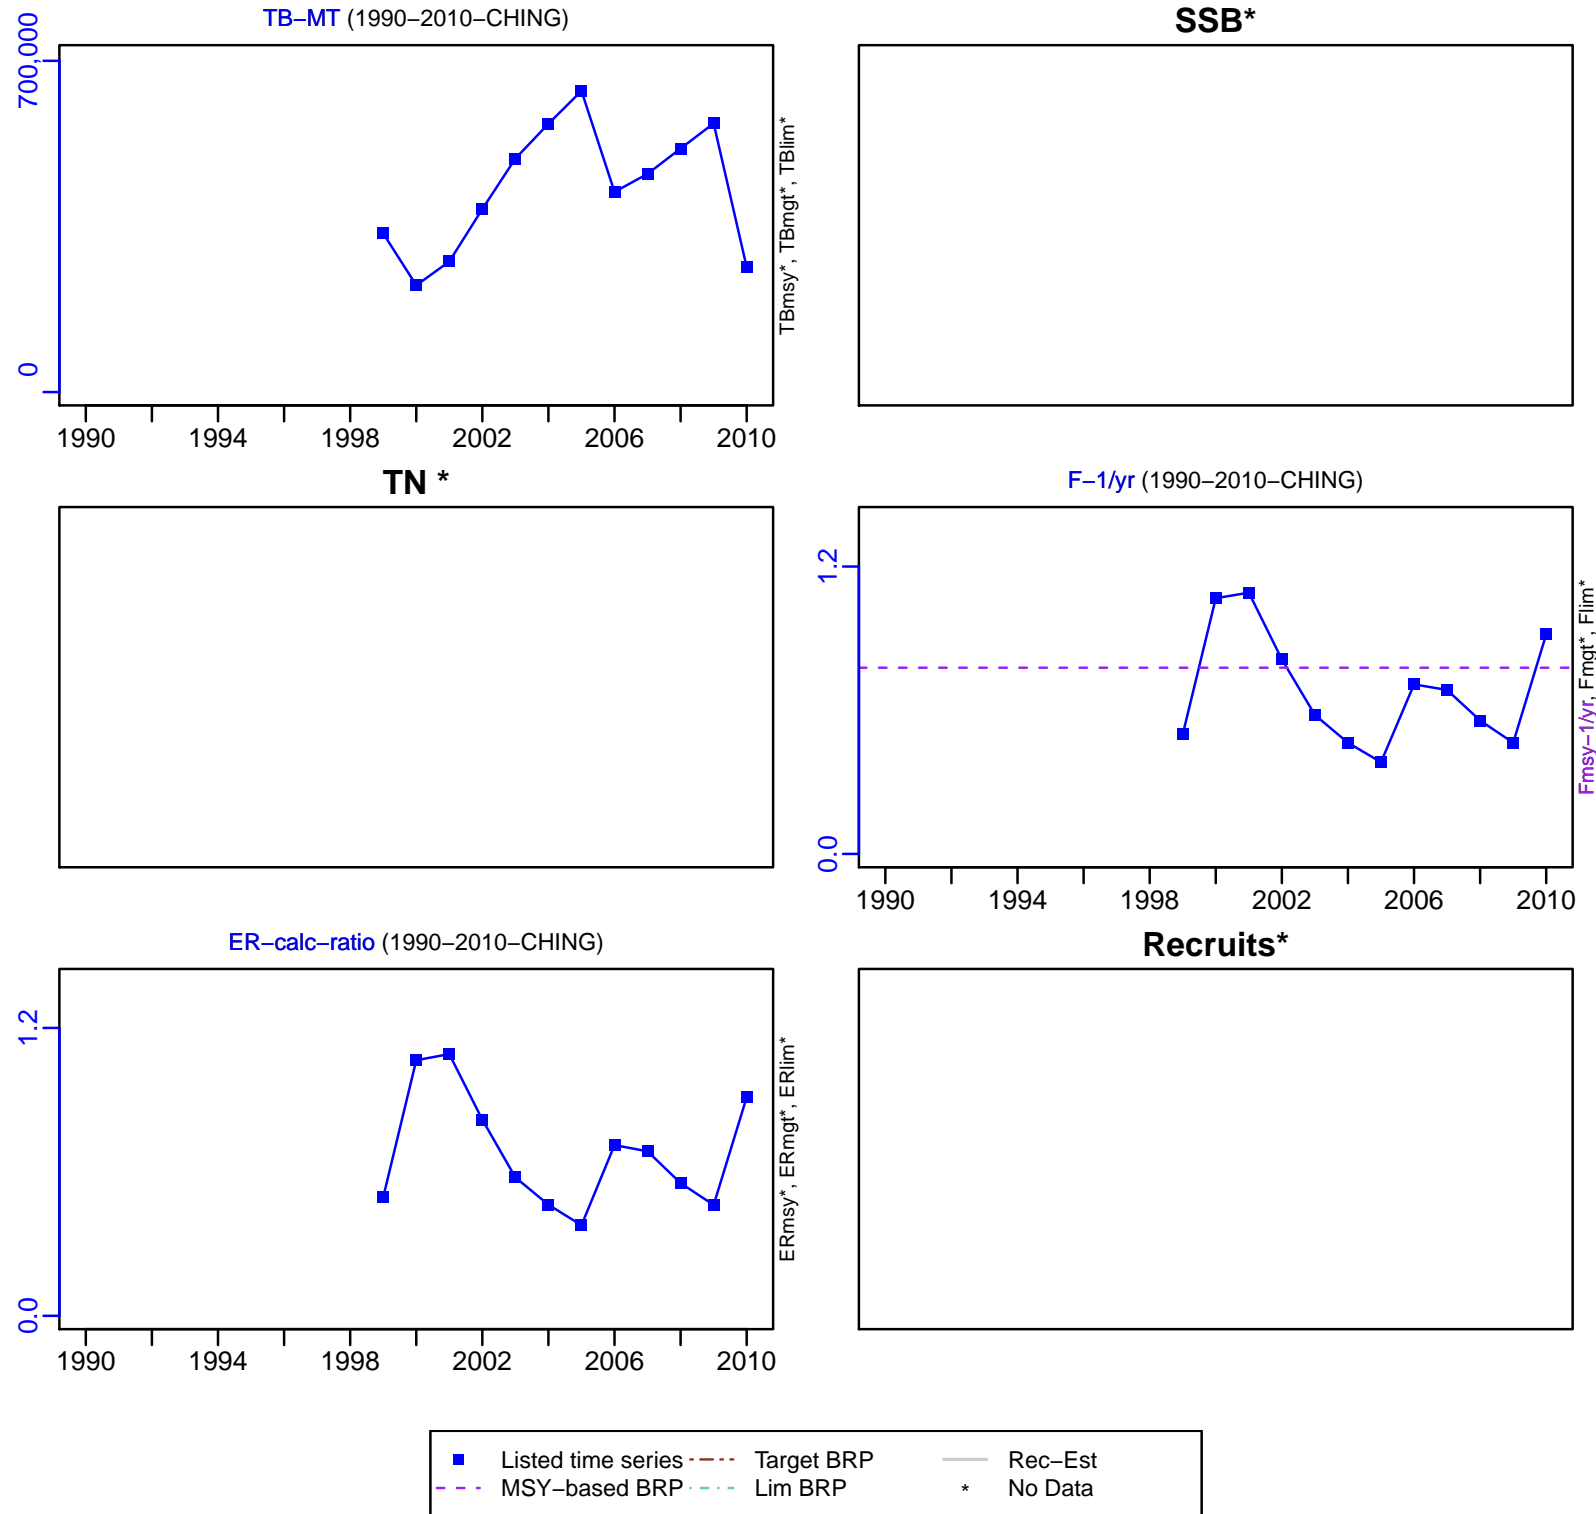 TB−MT (1990−2010−CHING)
700,000
0
TBmsy*, TBmgt*, TBlim*
1990 1994 1998 2002 2006 2010
SSB*
TN *
F−1/yr (1990−2010−CHING)
1.2
0.0
Fmsy−1/yr, Fmgt*, Flim*
1990 1994 1998 2002 2006 2010
ER−calc−ratio (1990−2010−CHING)
1.2
0.0
ERmsy*, ERmgt*, ERlim*
1990 1994 1998 2002 2006 2010
Recruits*
Listed time series Target BRP Rec−Est
MSY−based BRP Lim BRP * No Data